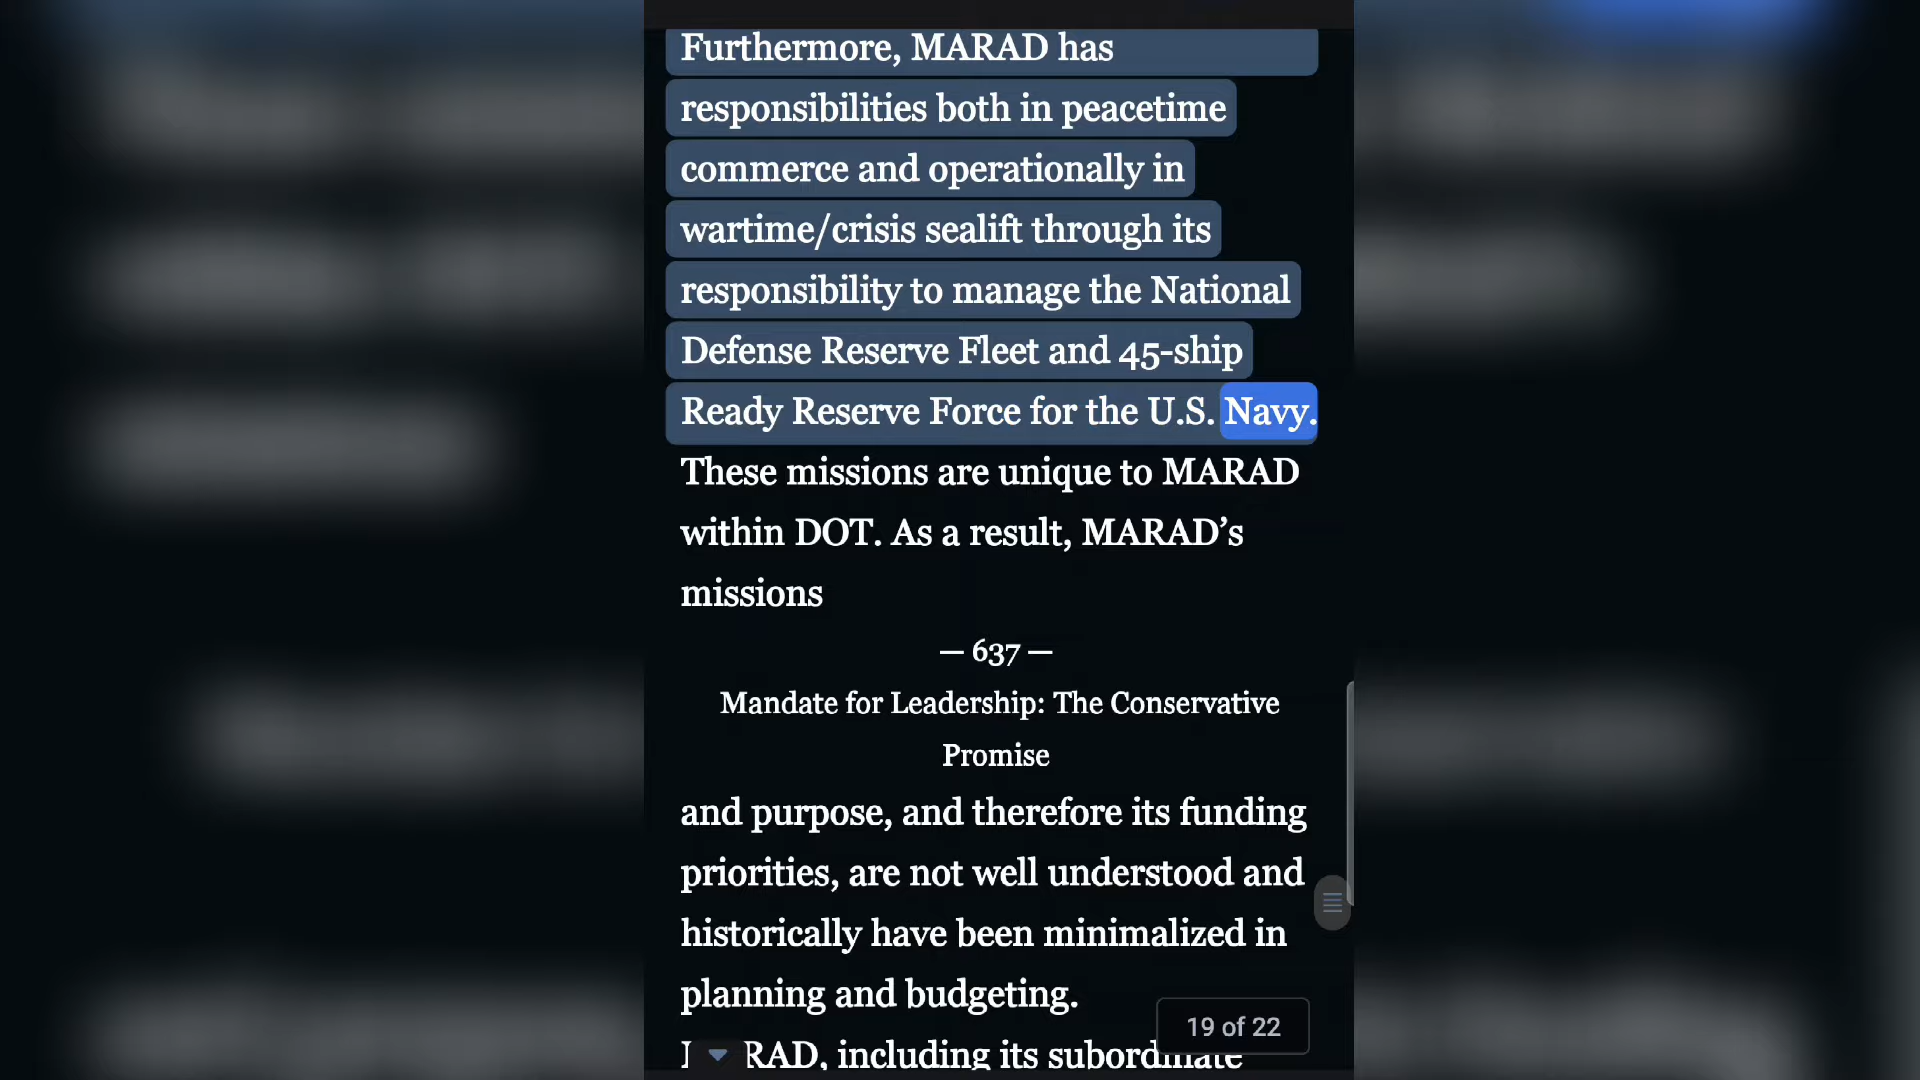 Furthermore, MARAD has
responsibilities both in peacetime
commerce and operationally in
wartime/crisis sealift through its
responsibility to manage the National
Defense Reserve Fleet and 45-ship
Ready Reserve Force for the U.S. Navy.
These missions are unique to MARAD
within DOT. As a result, MARAD’s
missions
— 637 —
Mandate for Leadership: The Conservative
Promise
and purpose, and therefore its funding
priorities, are not well understood and
historically have been minimalized in
planning and budgeting.
RAD, including its subordinate
19 of 22